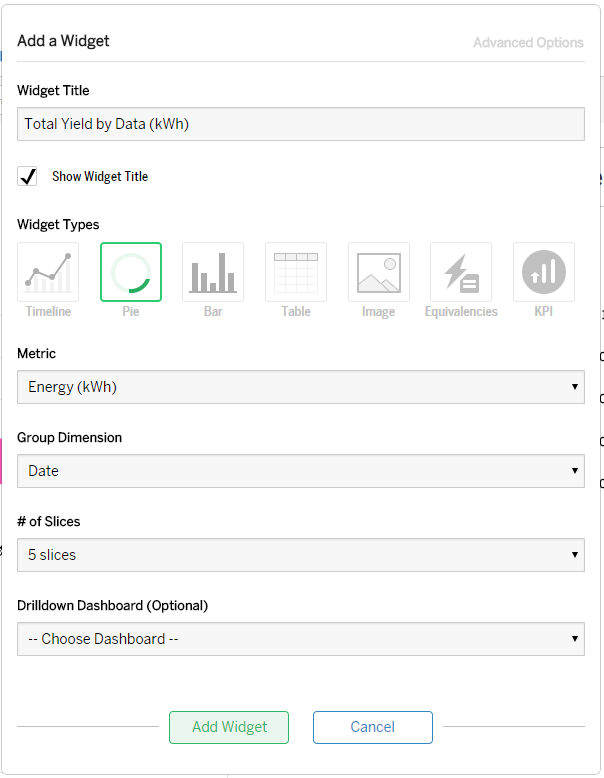 Add a Widget
Advanced Options
Widget Title
Total Yield by Data (kWh)
Show Widget Title
Widget Types
Timeline Pie Bar Table Image Equivalencies KPI
Metric
Energy (kWh)
Group Dimension
Date
# of Slices
5 slices
Drilldown Dashboard (Optional)
-- Choose Dashboard --
Add Widget Cancel